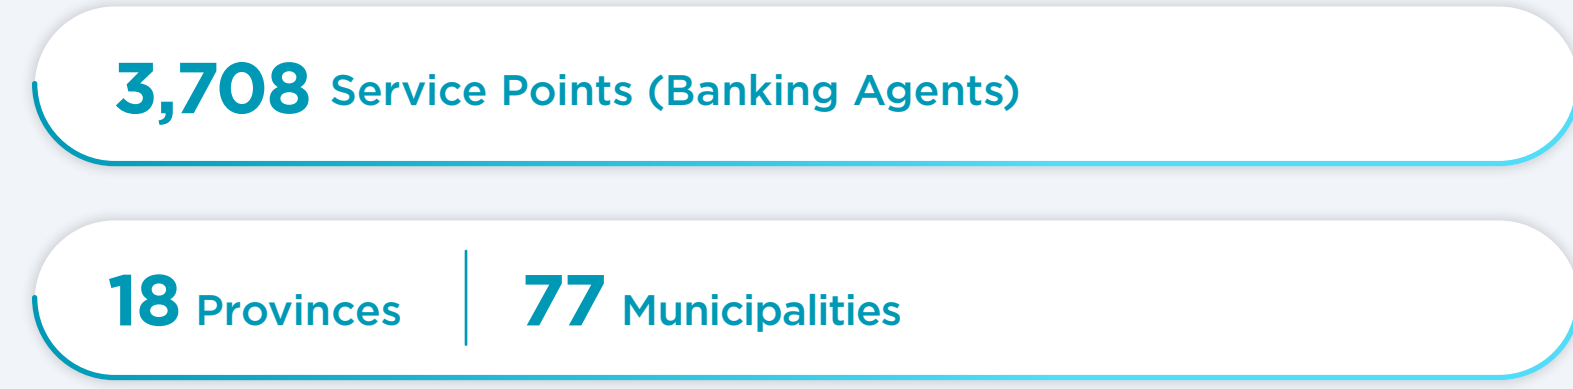 3,708 Service Points (Banking Agents)
18 Provinces
77 Municipalities